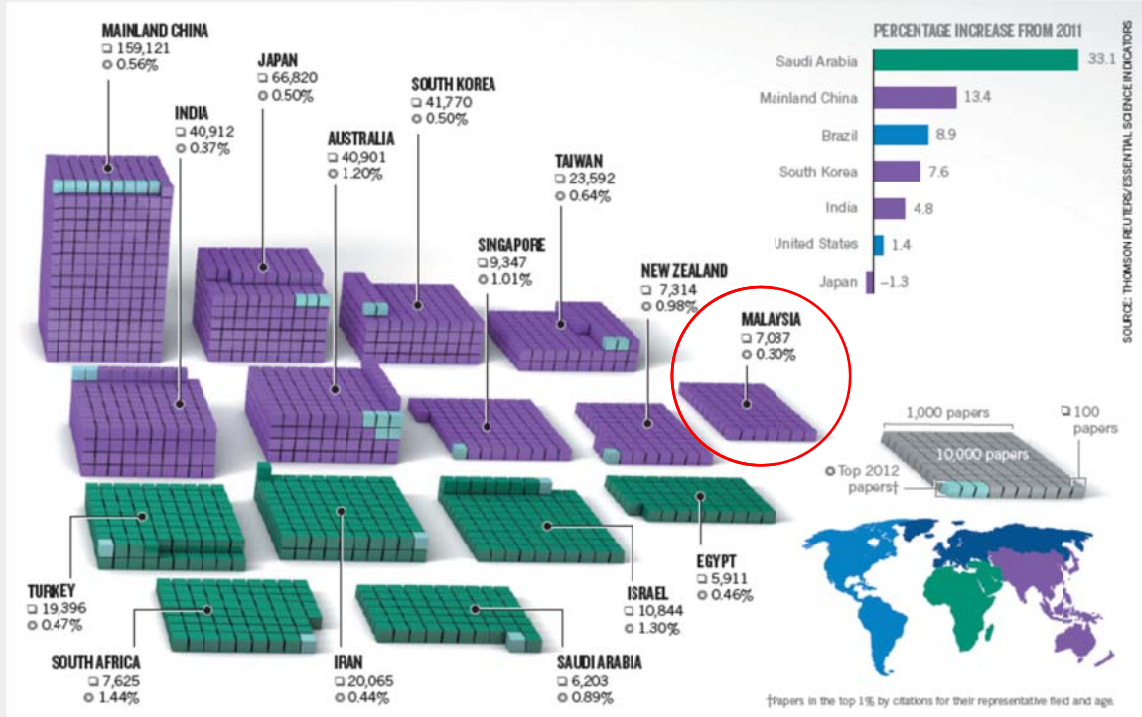 MAINLAND CHINA
159,121
0.56%
JAPAN
66,820
0.50%
SOUTH KOREA
41,770
0.50%
INDIA
40,912
0.37%
AUSTRALIA
40,901
1.20%
TAIWAN
23,592
0.64%
SNGAPORE
9,347
1.01%
NEW ZEALAND
7,314
0.98%
MALAYSIA
7,037
0.30%
PERCENTAGE INCREASE FROM 2011
Saudi Arabia 33.1
Mainland China 13.4
Brazil 8.9
South Korea 7.6
India 4.8
United States 1.4
Japan –1.3
SOURCE: THOMSON REUTERS/ESSENTIAL SCIENCE INDICATORS
1,000 papers
100
papers
10,000 papers
Top 2012
papers†
TURKEY
19,396
0.47%
SOUTH AFRICA
7,625
1.44%
IRAN
20,065
0.44%
ISRAEL
10,844
1.30%
SAUDI ARABIA
6,203
0.89%
EGYPT
5,911
0.46%
†Papers in the top 1% by citations for their representative field and age.